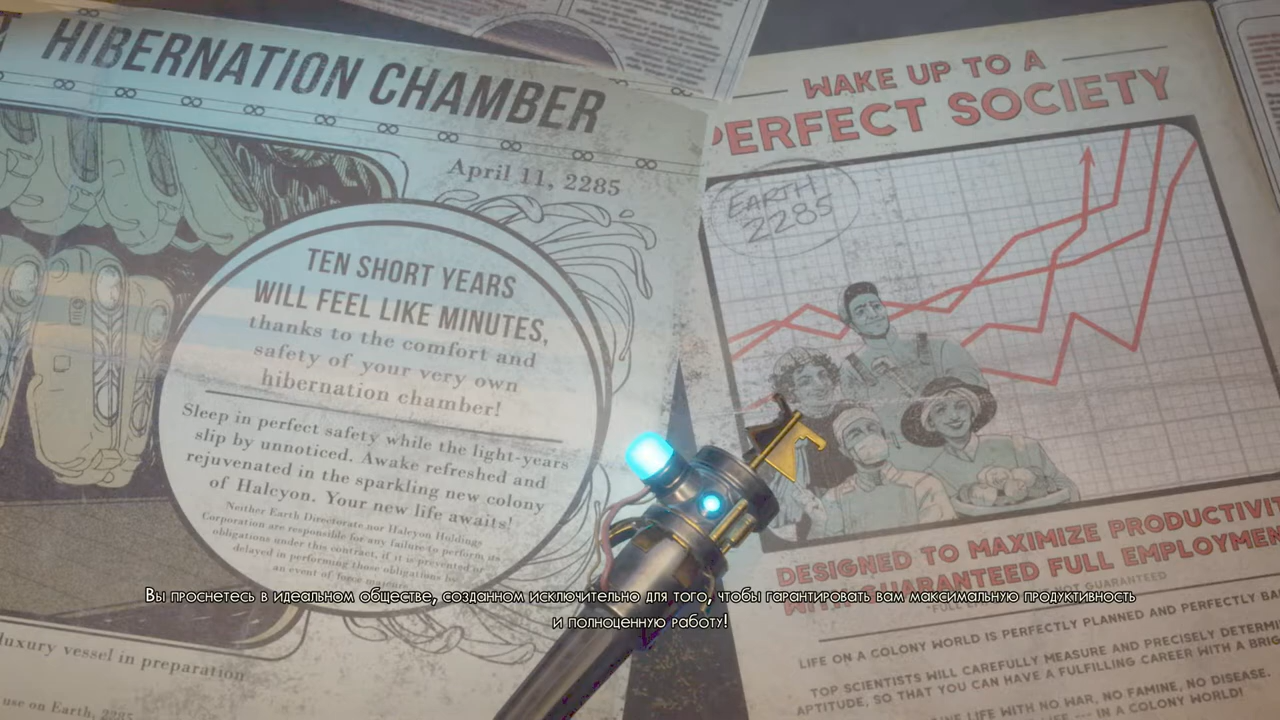 HIBERNATION CHAMBER
April 11, 2285
TEN SHORT YEARS
WILL FEEL LIKE MINUTES,
thanks to the comfort and
safety of your very own
hibernation chamber!
Sleep in perfect safety while the light-years
slip by unnoticed. Awake refreshed and
rejuvenated in the sparkling new colony
of Halcyon. Your new life awaits!
Neither Earth Directorate nor Halcyon Holdings
Corporation are responsible for any failure to perform its
obligations under this contract, if it is prevented or
delayed in performing those obligations by
an event of force majeure.
luxury vessel in preparation
use on Earth, 2285
WAKE UP TO A
PERFECT SOCIETY
EARTH
2285
DESIGNED TO MAXIMIZE PRODUCTIVIT
GUARANTEED FULL EMPLOYMEN
NOT GUARANTEED
LIFE ON A COLONY WORLD IS PERFECTLY PLANNED AND PERFECTLY
TOP SCIENTISTS WILL CAREFULLY MEASURE AND PRECISELY
APTITUDE, SO THAT YOU CAN HAVE A FULFILLING CAREER WITH A
LIFE WITH NO WAR, NO FAMINE, NO DISEASE.
IN A COLONY WORLD!
Вы проснетесь в идеальном обществе, созданном исключительно для того, чтобы гарантировать вам максимальную продуктивность
и полноценную работу!